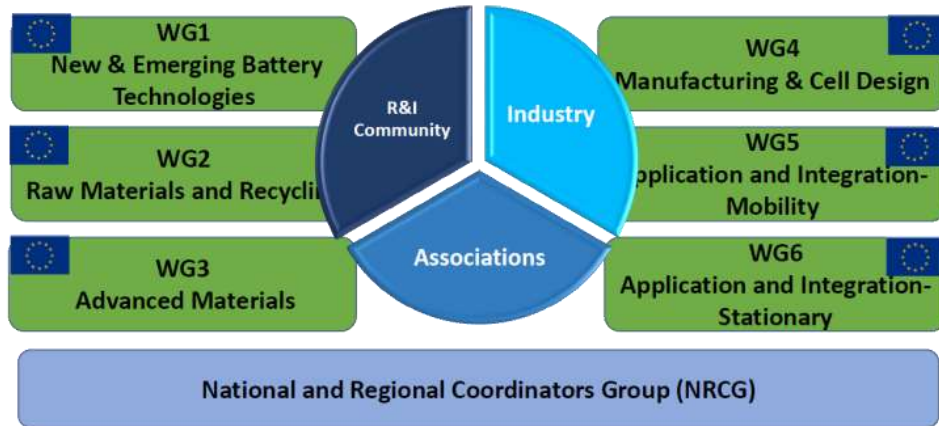 WG1
New & Emerging Battery
Technologies
WG2
Raw Materials and Recyclin
WG3
Advanced Materials
R&I
Community
Industry
Associations
WG4
Manufacturing & Cell Design
WG5
pplication and Integration-
Mobility
WG6
Application and Integration-
Stationary
National and Regional Coordinators Group (NRCG)